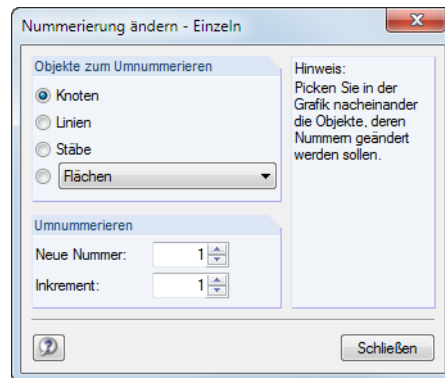 Nummerierung ändern - Einzeln
Objekte zum Umnummerieren
Knoten
Linien
Stäbe
Flächen
Umnummerieren
Neue Nummer: 1
Inkrement: 1
Hinweis:
Picken Sie in der
Grafik nacheinander
die Objekte, deren
Nummern geändert
werden sollen.
Schließen